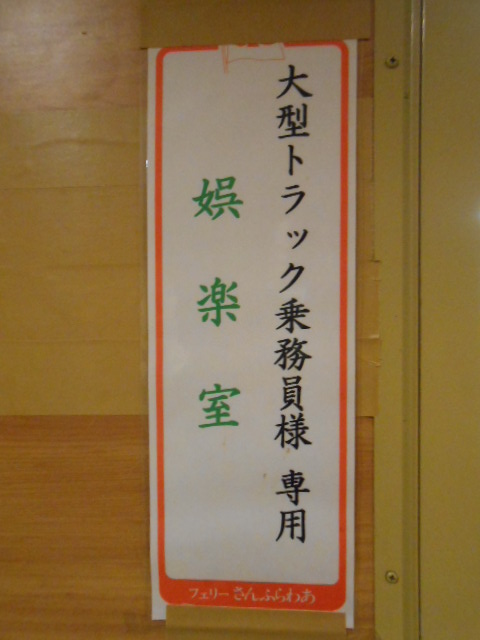 大型トラック乗務員様 専用
娯楽室
フェリーさんふらわあ